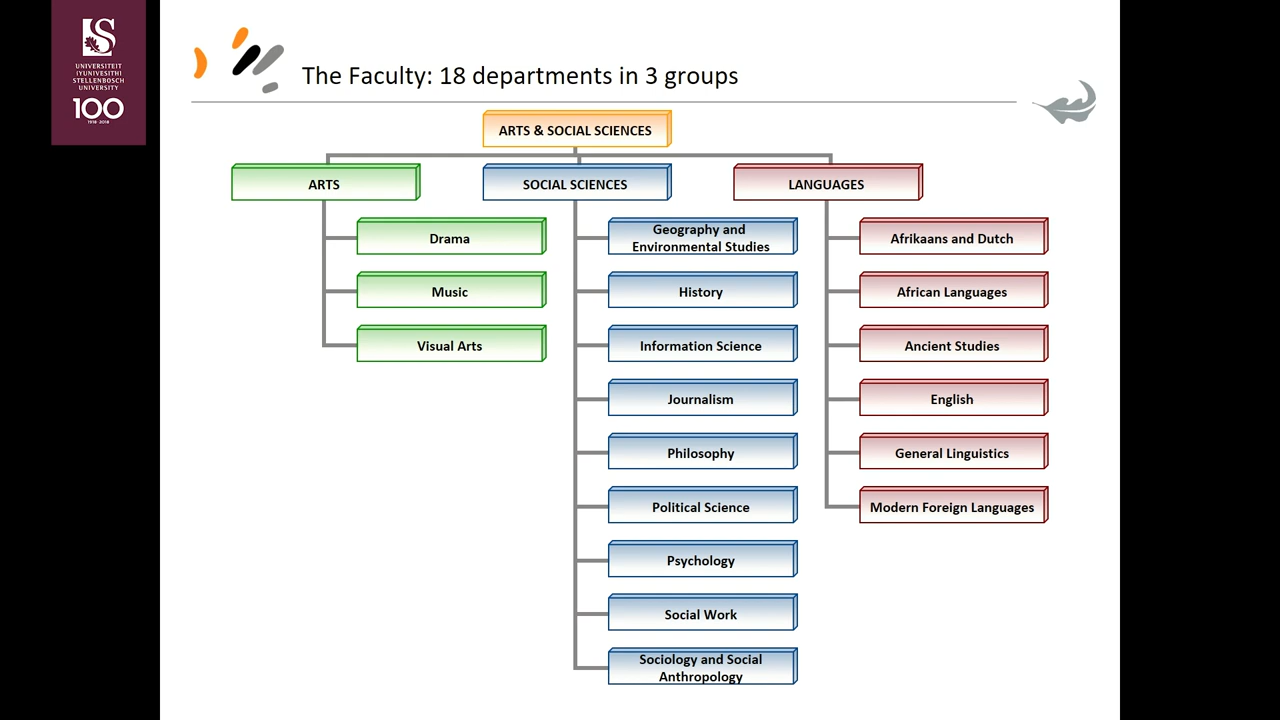 UNIVERSITEIT
IYUNIVESITHI
STELLENBOSCH
UNIVERSITY
100
1918·2018
The Faculty: 18 departments in 3 groups
ARTS & SOCIAL SCIENCES
ARTS
SOCIAL SCIENCES
LANGUAGES
Drama
Music
Visual Arts
Geography and
Environmental Studies
History
Information Science
Journalism
Philosophy
Political Science
Psychology
Social Work
Sociology and Social
Anthropology
Afrikaans and Dutch
African Languages
Ancient Studies
English
General Linguistics
Modern Foreign Languages